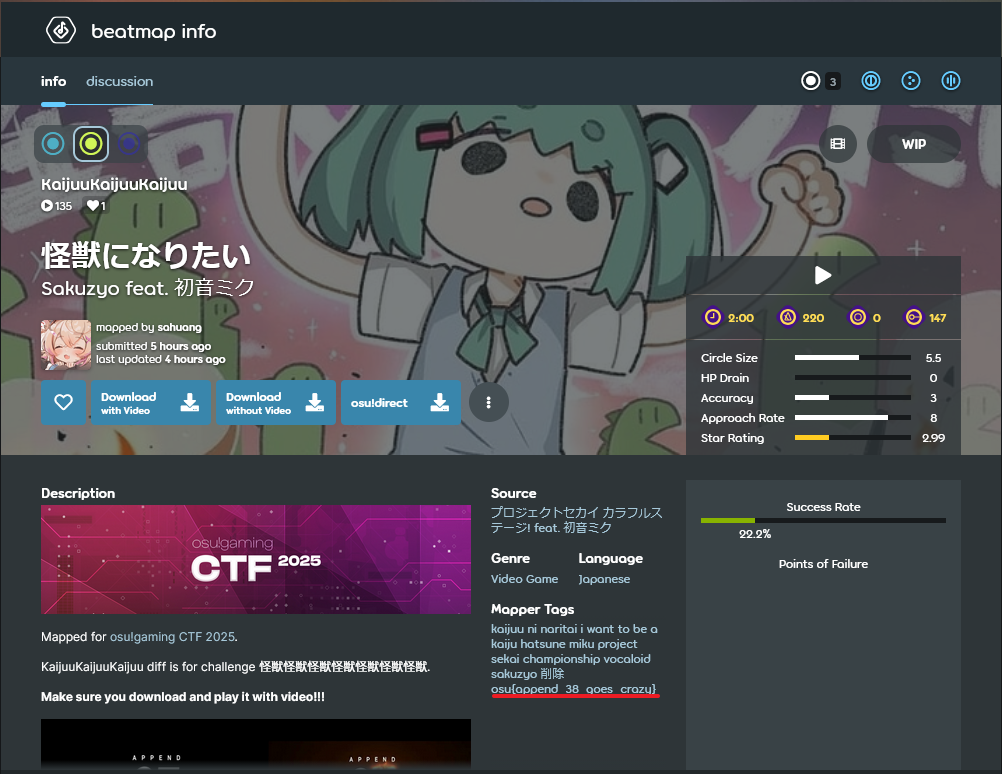 beatmap info
info discussion
3
WIP
KaijuuKaijuuKaijuu
135 1
怪獣になりたい
Sakuzyo feat. 初音ミク
mapped by sahuang
submitted 5 hours ago
last updated 4 hours ago
Download
with Video
Download
without Video
osu!direct
2:00 220 0 147
Circle Size 5.5
HP Drain 0
Accuracy 3
Approach Rate 8
Star Rating 2.99
Description
osu!gaming
CTF 2025
Mapped for osu!gaming CTF 2025.
KaijuuKaijuuKaijuu diff is for challenge 怪獣怪獣怪獣怪獣怪獣怪獣怪獣.
Make sure you download and play it with video!!!
APPEND
APPEND
Source
プロジェクトセカイ カラフルス
テージ! feat. 初音ミク
Genre Language
Video Game Japanese
Mapper Tags
kaijuu ni naritai i want to be a
kaiju hatsune miku project
sekai championship vocaloid
sakuzyo 削除
osu{append_38_goes_crazy}
Success Rate
22.2%
Points of Failure